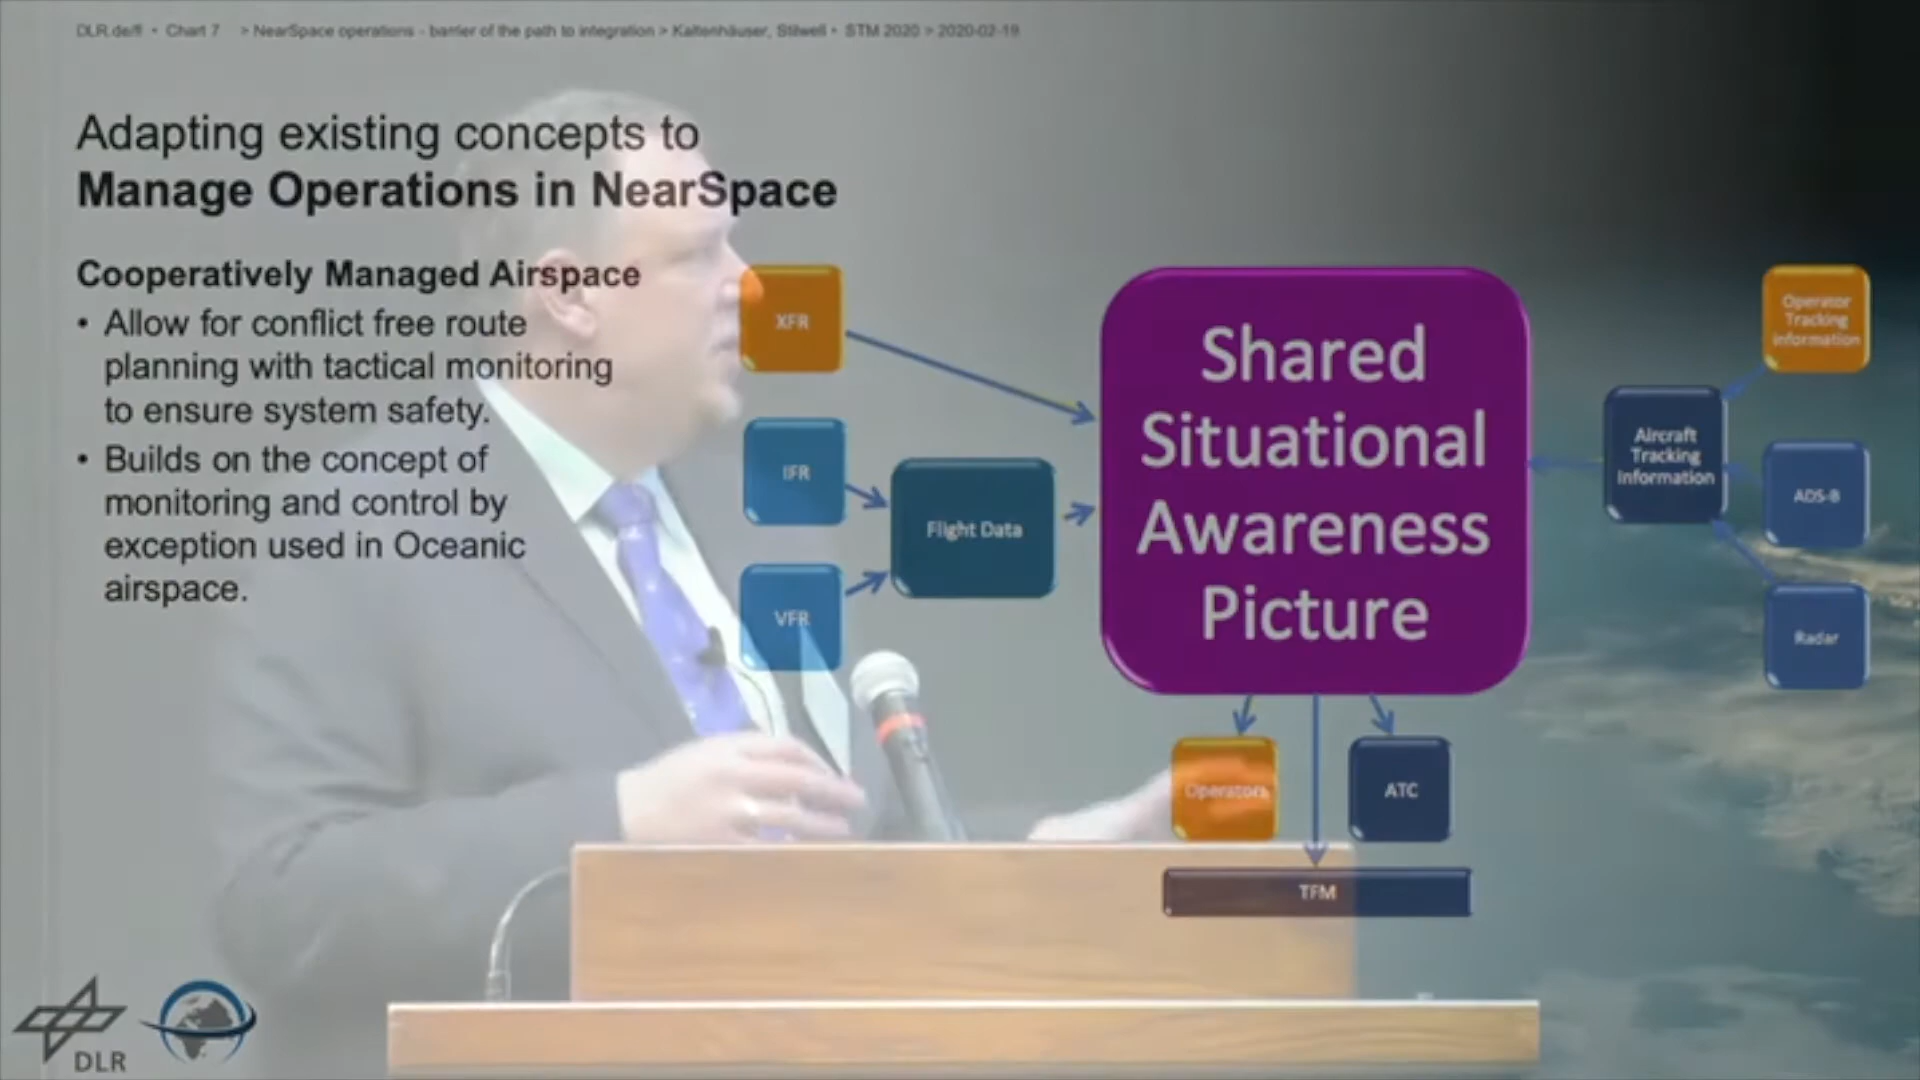 DLR.de/fl • Chart 7 > NearSpace operations - barrier of the path to integration > Kaltenhäuser, Stilwell • STM 2020 > 2020-02-19
Adapting existing concepts to
Manage Operations in NearSpace
Cooperatively Managed Airspace
• Allow for conflict free route
planning with tactical monitoring
to ensure system safety.
• Builds on the concept of
monitoring and control by
exception used in Oceanic
airspace.
XFR
IFR
VFR
Flight Data
Shared
Situational
Awareness
Picture
Operator
Tracking
Information
Aircraft
Tracking
Information
ADS-B
Radar
Operators
ATC
TFM
DLR